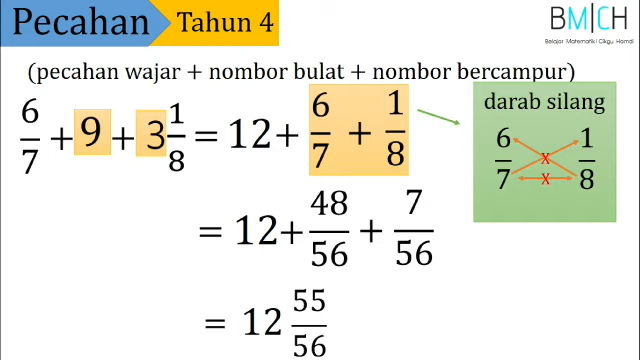 Pecahan Tahun 4
BM|CH
Belajar Matematik Cikgu Hamdi
(pecahan wajar + nombor bulat + nombor bercampur)
6/7 + 9 + 3 1/8 = 12 + 6/7 + 1/8
darab silang
6/7 x 1/8
x
= 12 + 48/56 + 7/56
= 12 55/56